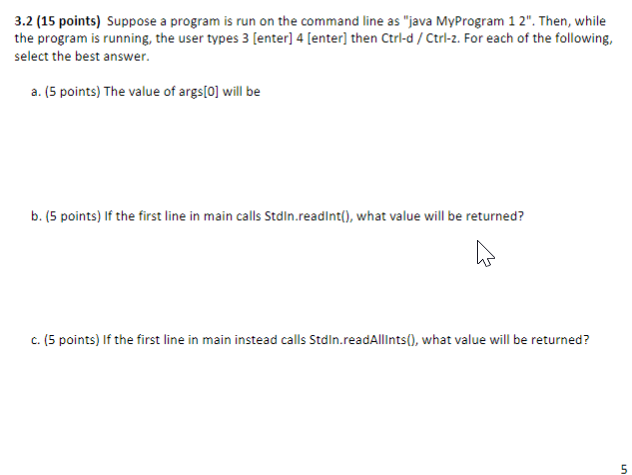 3.2 (15 points) Suppose a program is run on the command line as "java MyProgram 1 2". Then, while
the program is running, the user types 3 [enter] 4 [enter] then Ctrl-d / Ctrl-z. For each of the following,
select the best answer.
a. (5 points) The value of args[0] will be
b. (5 points) If the first line in main calls StdIn.readInt(), what value will be returned?
c. (5 points) If the first line in main instead calls StdIn.readAllInts(), what value will be returned?
5